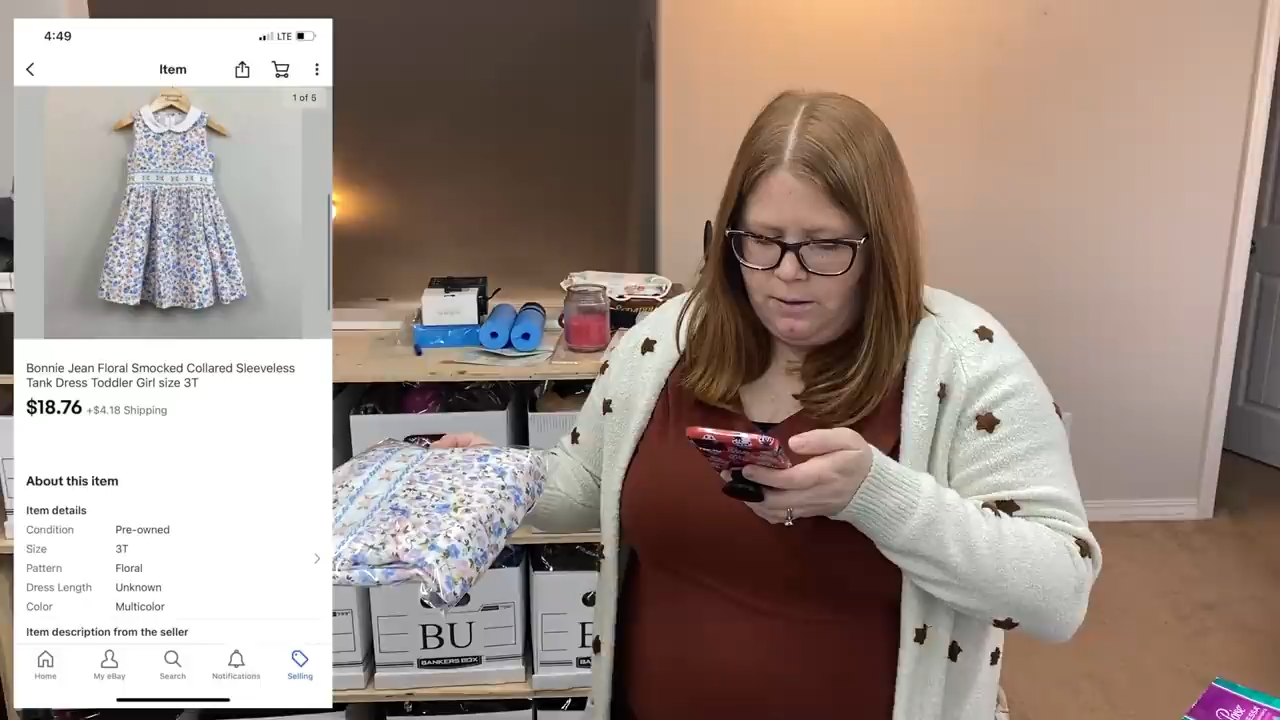 4:49
LTE
Item
1 of 5
Bonnie Jean Floral Smocked Collared Sleeveless
Tank Dress Toddler Girl size 3T
$18.76 +$4.18 Shipping
About this item
Item details
Condition Pre-owned
Size 3T
Pattern Floral
Dress Length Unknown
Color Multicolor
Item description from the seller
Home My eBay Search Notifications Selling
BU
BANKERS BOX